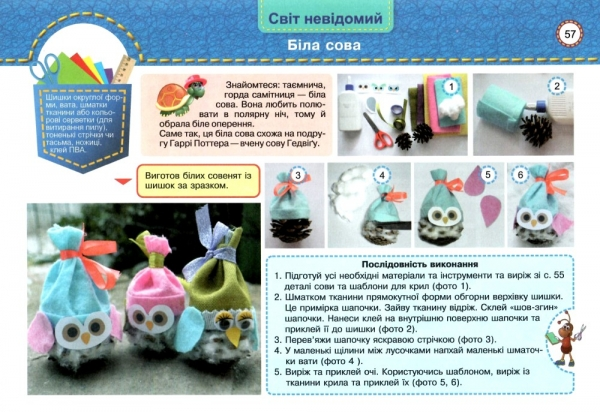 Світ невідомий
Біла сова
57
Шишки округлої фор-
ми, вата, шматки
тканини або кольо-
рові серветки (для
витирання пилу),
тоненькі стрічки чи
тасьма, ножиці,
клей ПВА.
Знайомтеся: таємнича,
горда самітниця — біла
сова. Вона любить полю-
вати в полярну ніч, тому й
обрала біле оперення.
Саме так, ця біла сова схожа на подру-
гу Гаррі Поттера – вчену сову Гедвігу.
Виготов білих совенят із
шишок за зразком.
1
2
3
4
5
6
Послідовність виконання
1. Підготуй усі необхідні матеріали та інструменти та виріж зі с. 55
деталі сови та шаблони для крил (фото 1).
2. Шматком тканини прямокутної форми обгорни верхівку шишки.
Це примірка шапочки. Зайву тканину відріж. Склей «шов-згин»
шапочки. Нанеси клей на внутрішню поверхню шапочки та
приклей її до шишки (фото 2).
3. Перев'яжи шапочку яскравою стрічкою (фото 3).
4. У маленькі щілини між лусочками напхай маленькі шматоч-
ки вати (фото 4 ).
5. Виріж та приклей очі. Користуючись шаблоном, виріж із
тканини крила та приклей їх (фото 5, 6).